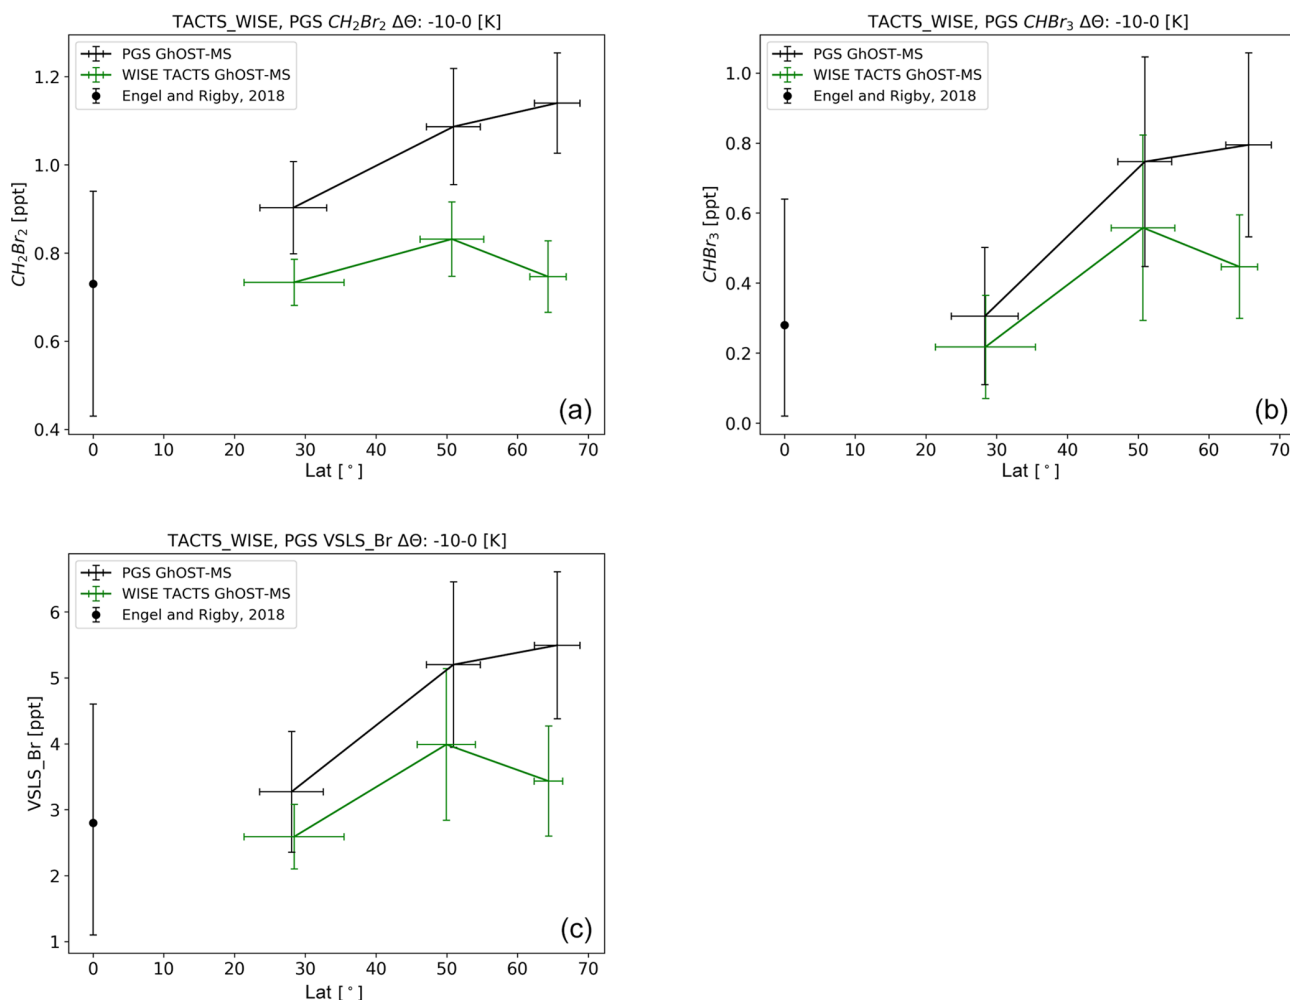 TACTS_WISE, PGS CH₂Br₂ ΔΘ: -10-0 [K]
PGS GhOST-MS
WISE TACTS GhOST-MS
Engel and Rigby, 2018
CH₂Br₂ [ppt]
1.2
1.0
0.8
0.6
0.4
0 10 20 30 40 50 60 70
Lat [°]
(a)
TACTS_WISE, PGS CHBr₃ ΔΘ: -10-0 [K]
PGS GhOST-MS
WISE TACTS GhOST-MS
Engel and Rigby, 2018
CHBr₃ [ppt]
1.0
0.8
0.6
0.4
0.2
0.0
0 10 20 30 40 50 60 70
Lat [°]
(b)
TACTS_WISE, PGS VSLS_Br ΔΘ: -10-0 [K]
PGS GhOST-MS
WISE TACTS GhOST-MS
Engel and Rigby, 2018
VSLS_Br [ppt]
6
5
4
3
2
1
0 10 20 30 40 50 60 70
Lat [°]
(c)